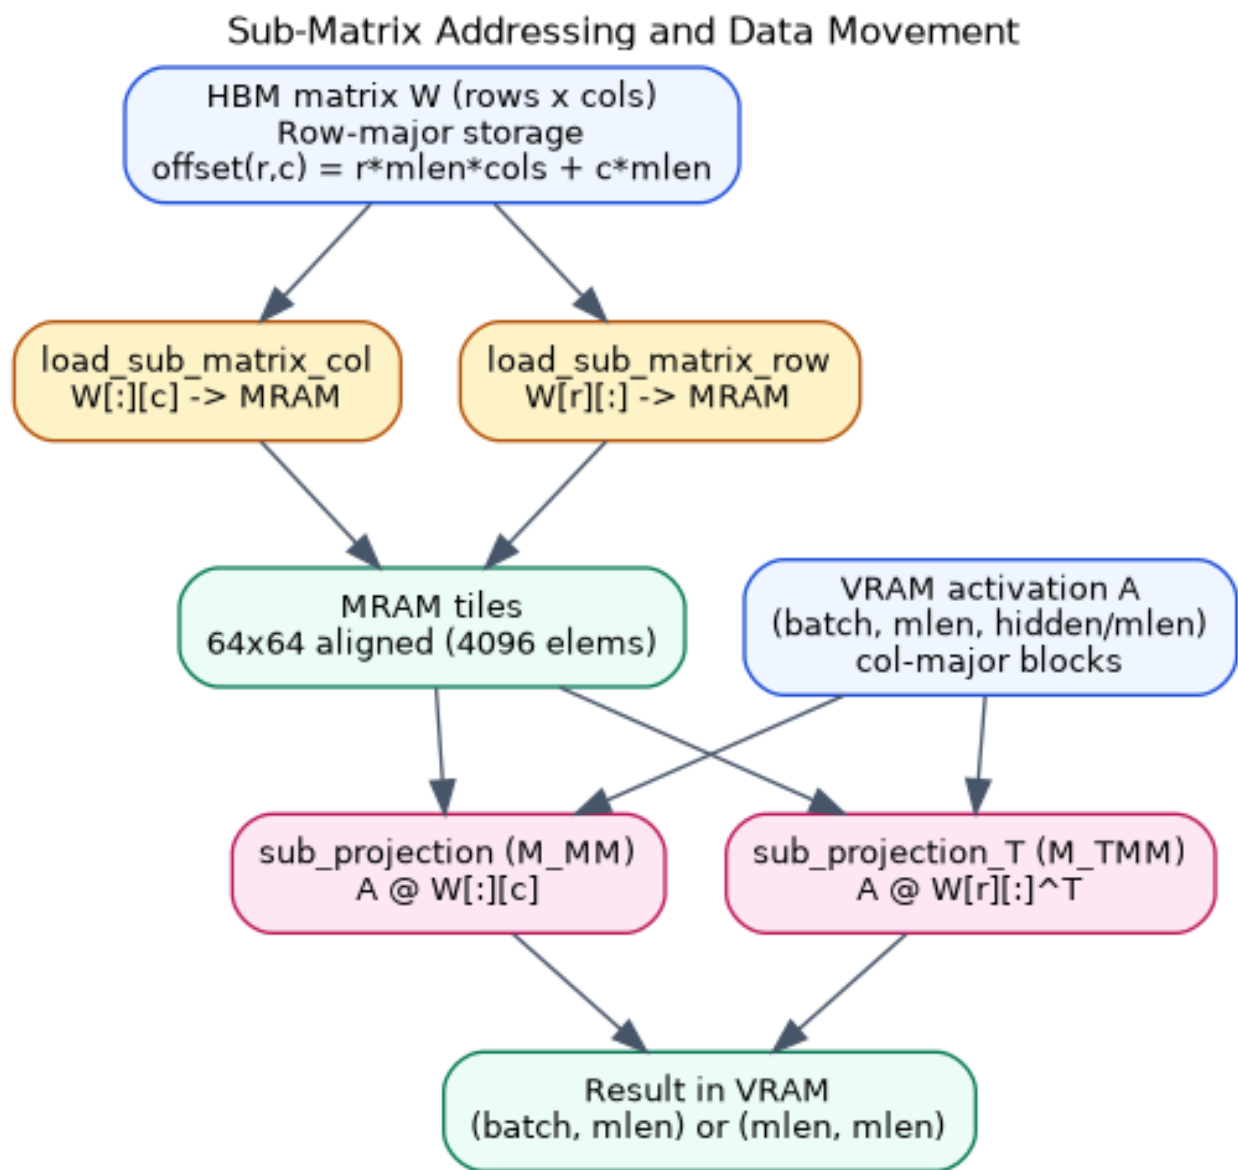 Sub-Matrix Addressing and Data Movement
HBM matrix W (rows x cols)
Row-major storage
offset(r,c) = r*mlen*cols + c*mlen
load_sub_matrix_col
W[:][c] -> MRAM
load_sub_matrix_row
W[r][:] -> MRAM
MRAM tiles
64x64 aligned (4096 elems)
VRAM activation A
(batch, mlen, hidden/mlen)
col-major blocks
sub_projection (M_MM)
A @ W[:][c]
sub_projection_T (M_TMM)
A @ W[r][:]^T
Result in VRAM
(batch, mlen) or (mlen, mlen)